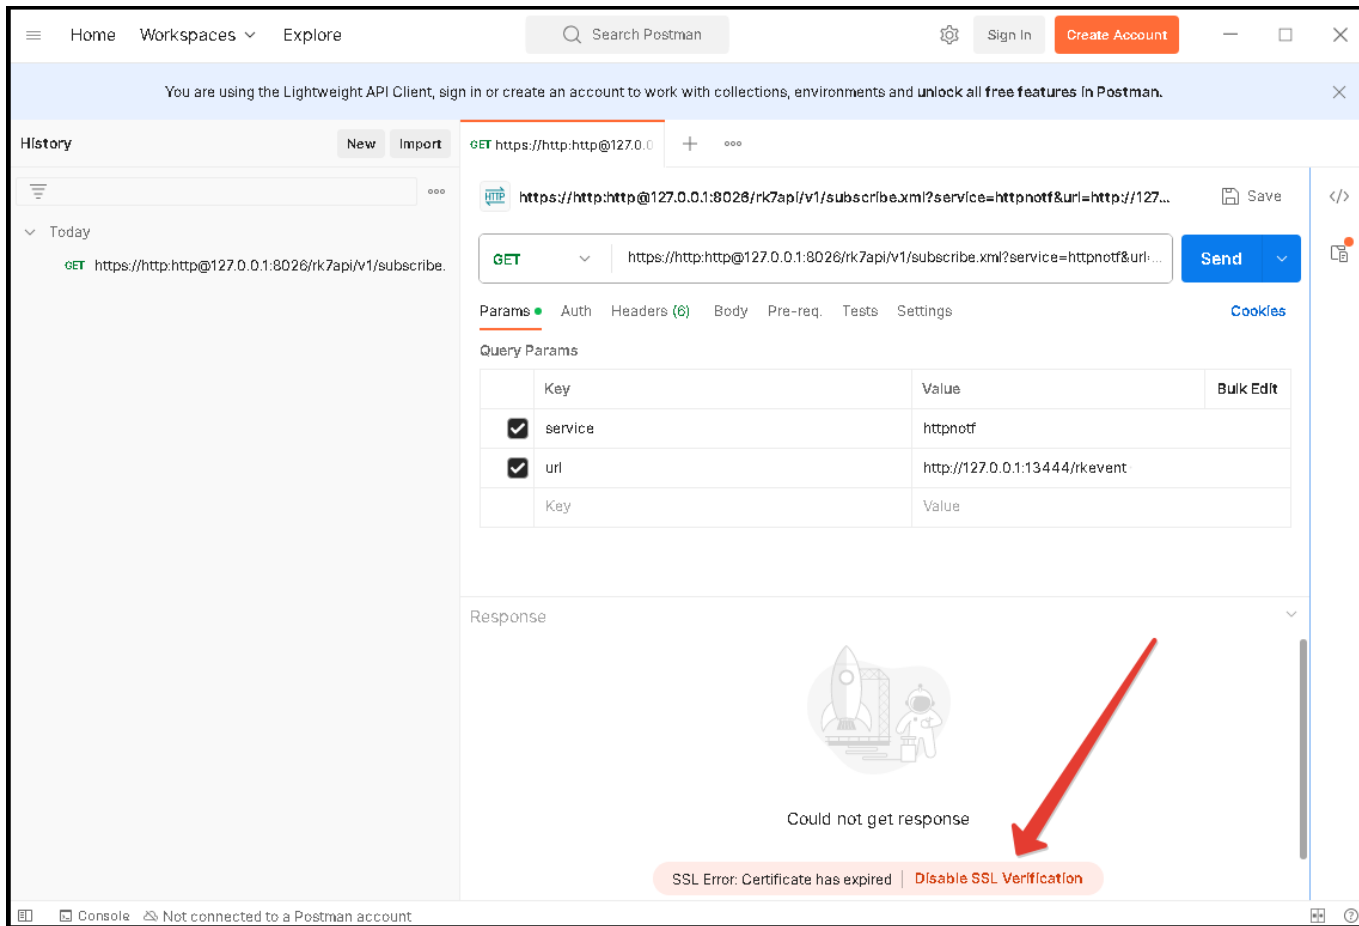 Home Workspaces Explore Search Postman Sign In Create Account
You are using the Lightweight API Client, sign in or create an account to work with collections, environments and unlock all free features in Postman.
History New Import GET https://http:http@127.0.0
HTTP https://http:http@127.0.0.1:8026/rk7api/v1/subscribe.xml?service=httpnotf&url=http://127... Save </>
Today
GET https://http:http@127.0.0.1:8026/rk7api/v1/subscribe.
GET https://http:http@127.0.0.1:8026/rk7api/v1/subscribe.xml?service=httpnotf&url=... Send
Params Auth Headers (6) Body Pre-req. Tests Settings Cookies
Query Params
Key Value Bulk Edit
service httpnotf
url http://127.0.0.1:13444/rkevent
Key Value
Response
Could not get response
SSL Error: Certificate has expired | Disable SSL Verification
Console Not connected to a Postman account